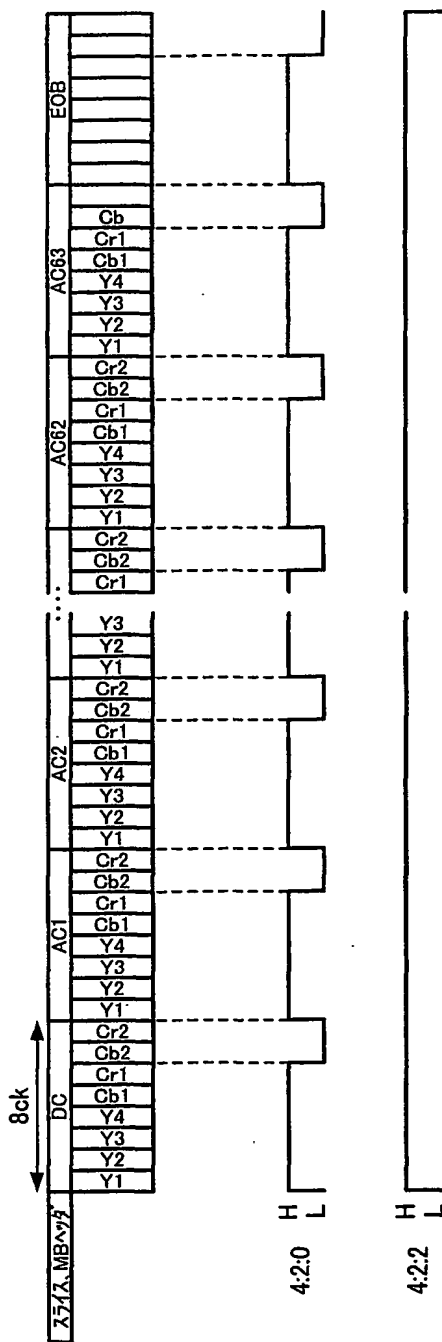 8ck
スライス、MBヘッダ DC AC1 AC2 ‥‥ AC62 AC63 EOB
Y1 Y2 Y3 Y4 Cb1 Cr1 Cb2 Cr2 Y1 Y2 Y3 Y4 Cb1 Cr1 Cb2 Cr2 Y1 Y2 Y3 Y4 Cb1 Cr1 Cb2 Cr2 Y1 Y2 Y3 Cr1 Cb2 Cr2 Y1 Y2 Y3 Y4 Cb1 Cr1 Cb2 Cr2 Y1 Y2 Y3 Y4 Cb1 Cr1 Cb
4:2:0 H
L
4:2:2 H
L